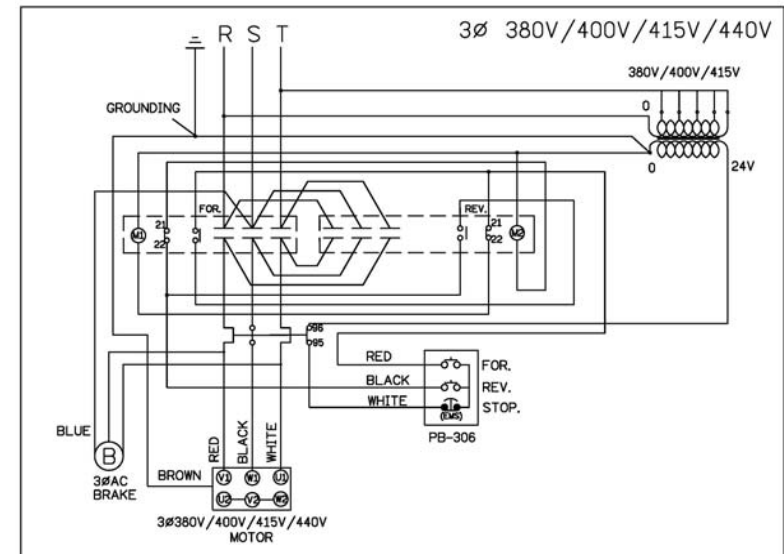 R S T
3Ø 380V/400V/415V/440V
380V/400V/415V
GROUNDING
0
0
24V
FOR.
REV.
M1
21
22
21
22
M2
96
95
RED
FOR.
BLACK
REV.
WHITE
STOP.
(EMS)
PB-306
BLUE
B
3ØAC
BRAKE
BROWN
RED
BLACK
WHITE
V1 W1 U1
U2 V2 W2
3Ø380V/400V/415V/440V
MOTOR